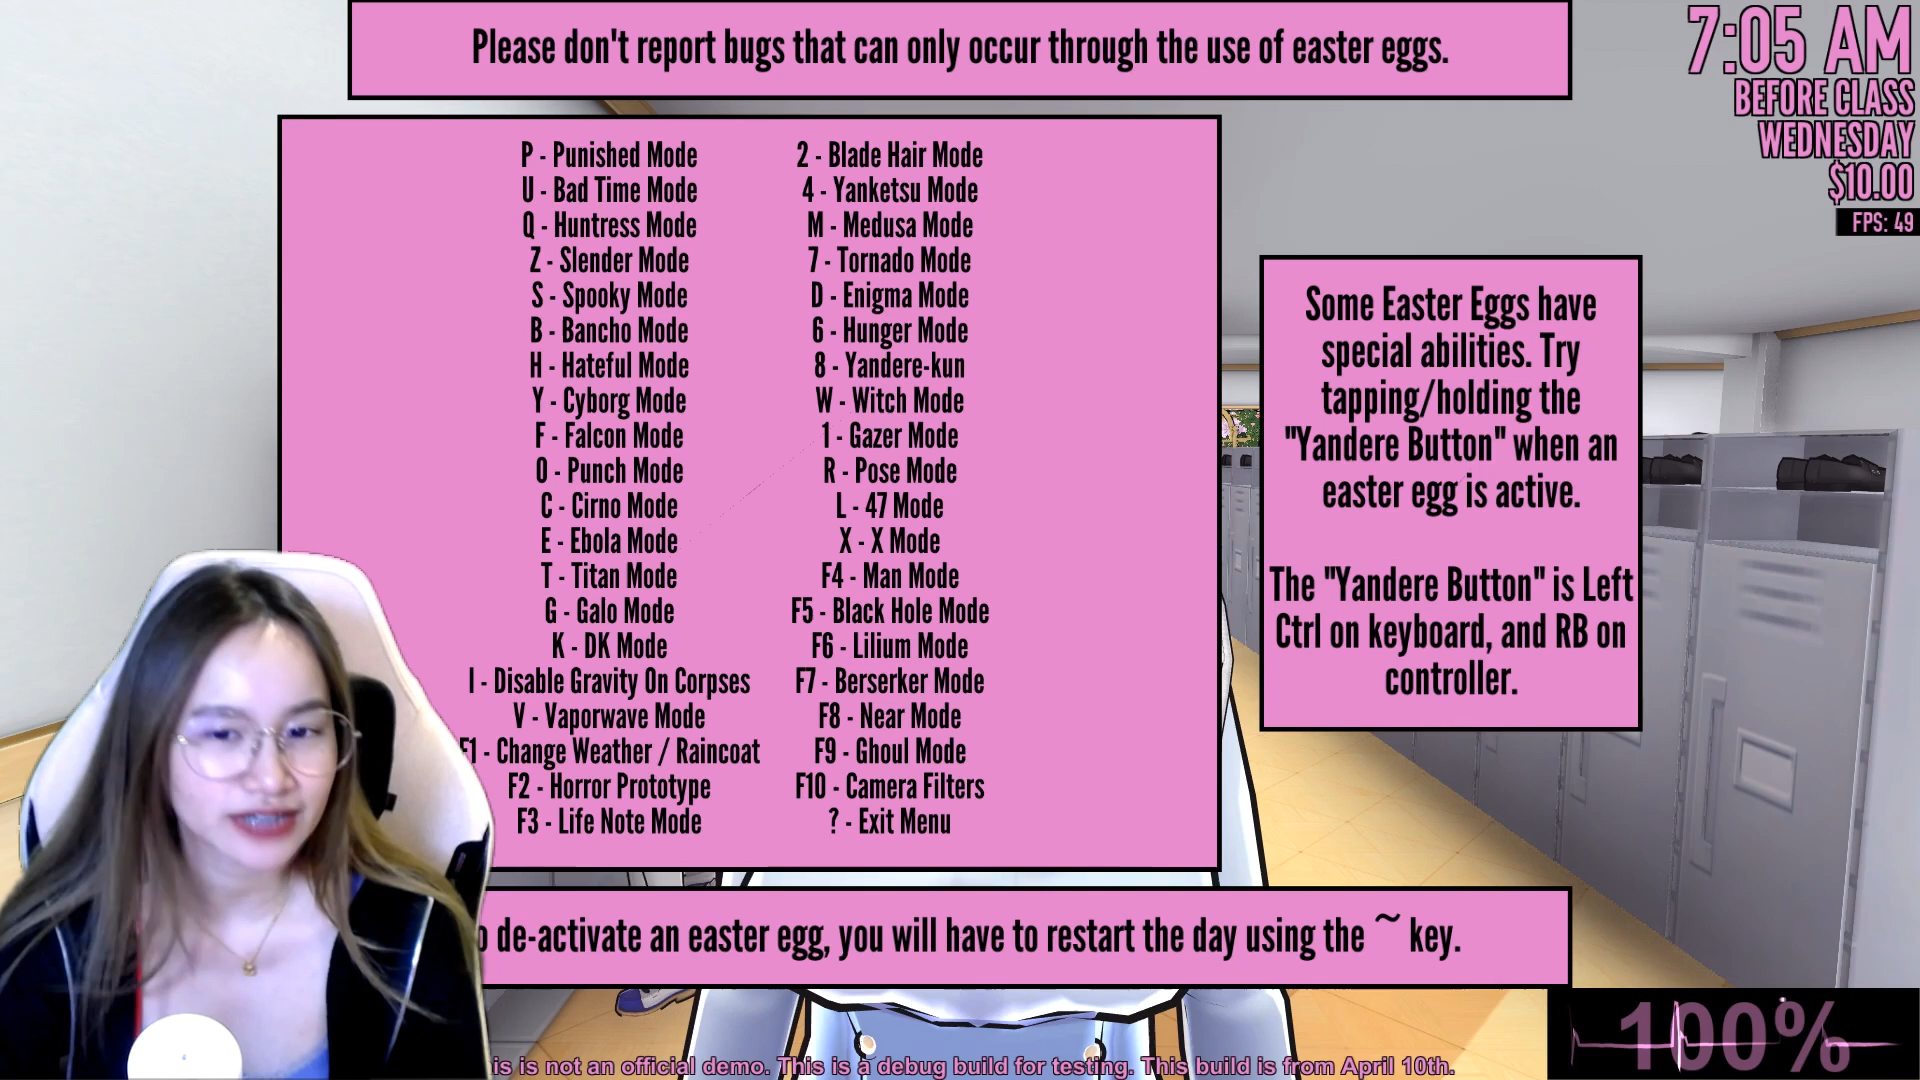 Please don't report bugs that can only occur through the use of easter eggs.
7:05 AM
BEFORE CLASS
WEDNESDAY
$10.00
FPS: 49
P - Punished Mode
U - Bad Time Mode
Q - Huntress Mode
Z - Slender Mode
S - Spooky Mode
B - Bancho Mode
H - Hateful Mode
Y - Cyborg Mode
F - Falcon Mode
O - Punch Mode
C - Cirno Mode
E - Ebola Mode
T - Titan Mode
G - Galo Mode
K - DK Mode
I - Disable Gravity On Corpses
V - Vaporwave Mode
F1 - Change Weather / Raincoat
F2 - Horror Prototype
F3 - Life Note Mode
2 - Blade Hair Mode
4 - Yanketsu Mode
M - Medusa Mode
7 - Tornado Mode
D - Enigma Mode
6 - Hunger Mode
8 - Yandere-kun
W - Witch Mode
1 - Gazer Mode
R - Pose Mode
L - 47 Mode
X - X Mode
F4 - Man Mode
F5 - Black Hole Mode
F6 - Lilium Mode
F7 - Berserker Mode
F8 - Near Mode
F9 - Ghoul Mode
F10 - Camera Filters
? - Exit Menu
Some Easter Eggs have
special abilities. Try
tapping/holding the
"Yandere Button" when an
easter egg is active.
The "Yandere Button" is Left
Ctrl on keyboard, and RB on
controller.
de-activate an easter egg, you will have to restart the day using the ~ key.
is not an official demo. This is a debug build for testing. This build is from April 10th.
100%